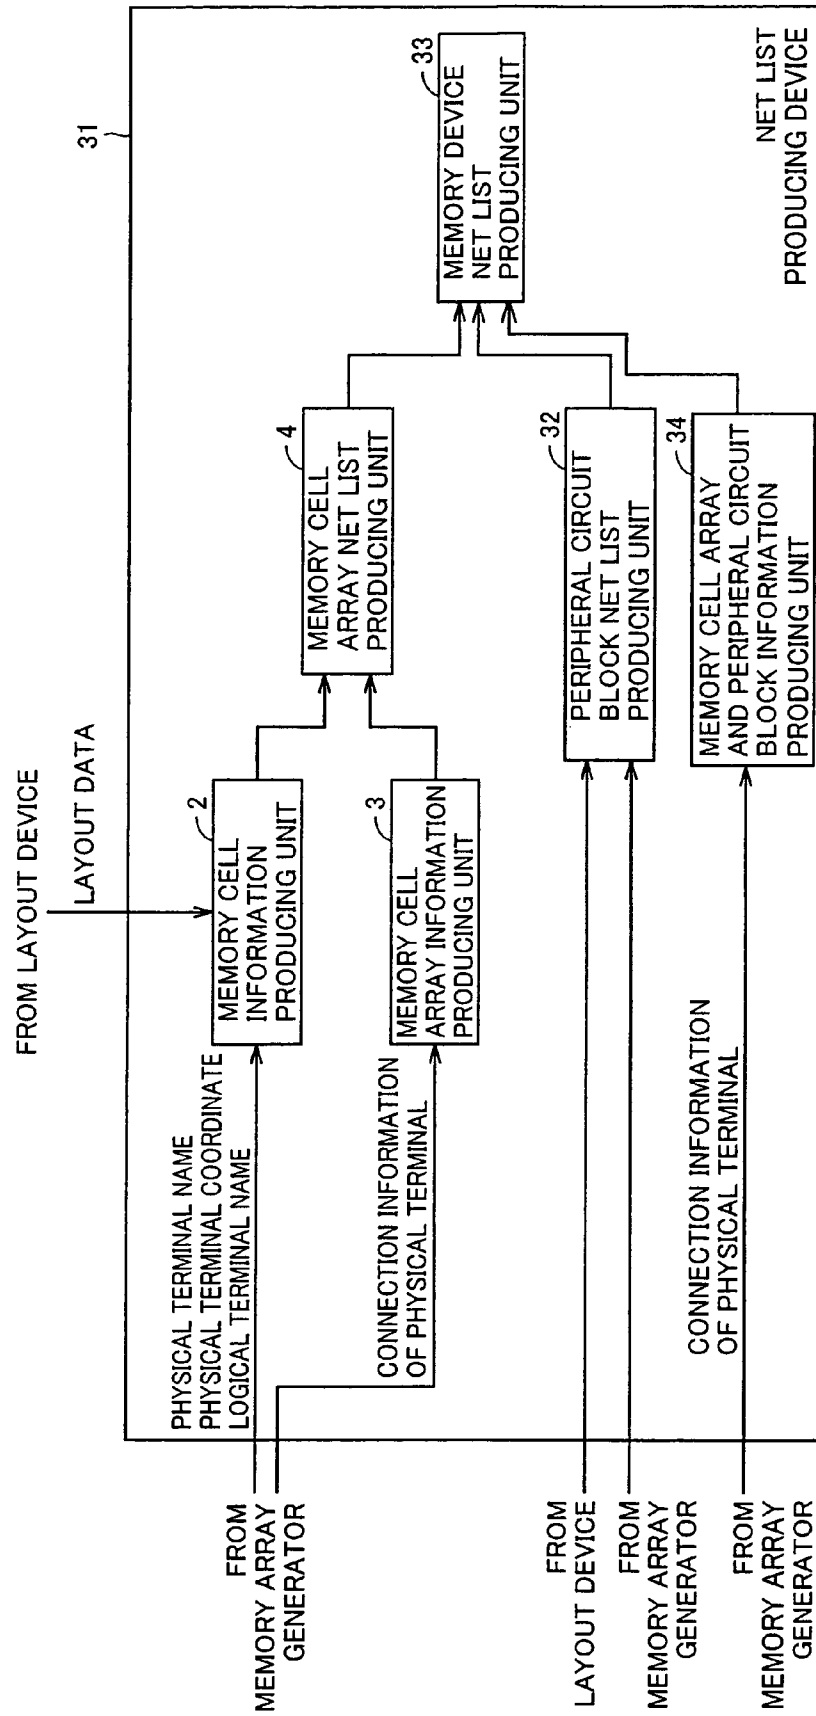 FROM LAYOUT DEVICE
LAYOUT DATA
31
FROM
MEMORY ARRAY
GENERATOR
PHYSICAL TERMINAL NAME
PHYSICAL TERMINAL COORDINATE
LOGICAL TERMINAL NAME
2
MEMORY CELL
INFORMATION
PRODUCING UNIT
CONNECTION INFORMATION
OF PHYSICAL TERMINAL
3
MEMORY CELL
ARRAY INFORMATION
PRODUCING UNIT
4
MEMORY CELL
ARRAY NET LIST
PRODUCING UNIT
33
MEMORY DEVICE
NET LIST
PRODUCING UNIT
FROM
LAYOUT DEVICE
FROM
MEMORY ARRAY
GENERATOR
32
PERIPHERAL CIRCUIT
BLOCK NET LIST
PRODUCING UNIT
FROM
MEMORY ARRAY
GENERATOR
CONNECTION INFORMATION
OF PHYSICAL TERMINAL
34
MEMORY CELL ARRAY
AND PERIPHERAL CIRCUIT
BLOCK INFORMATION
PRODUCING UNIT
NET LIST
PRODUCING DEVICE